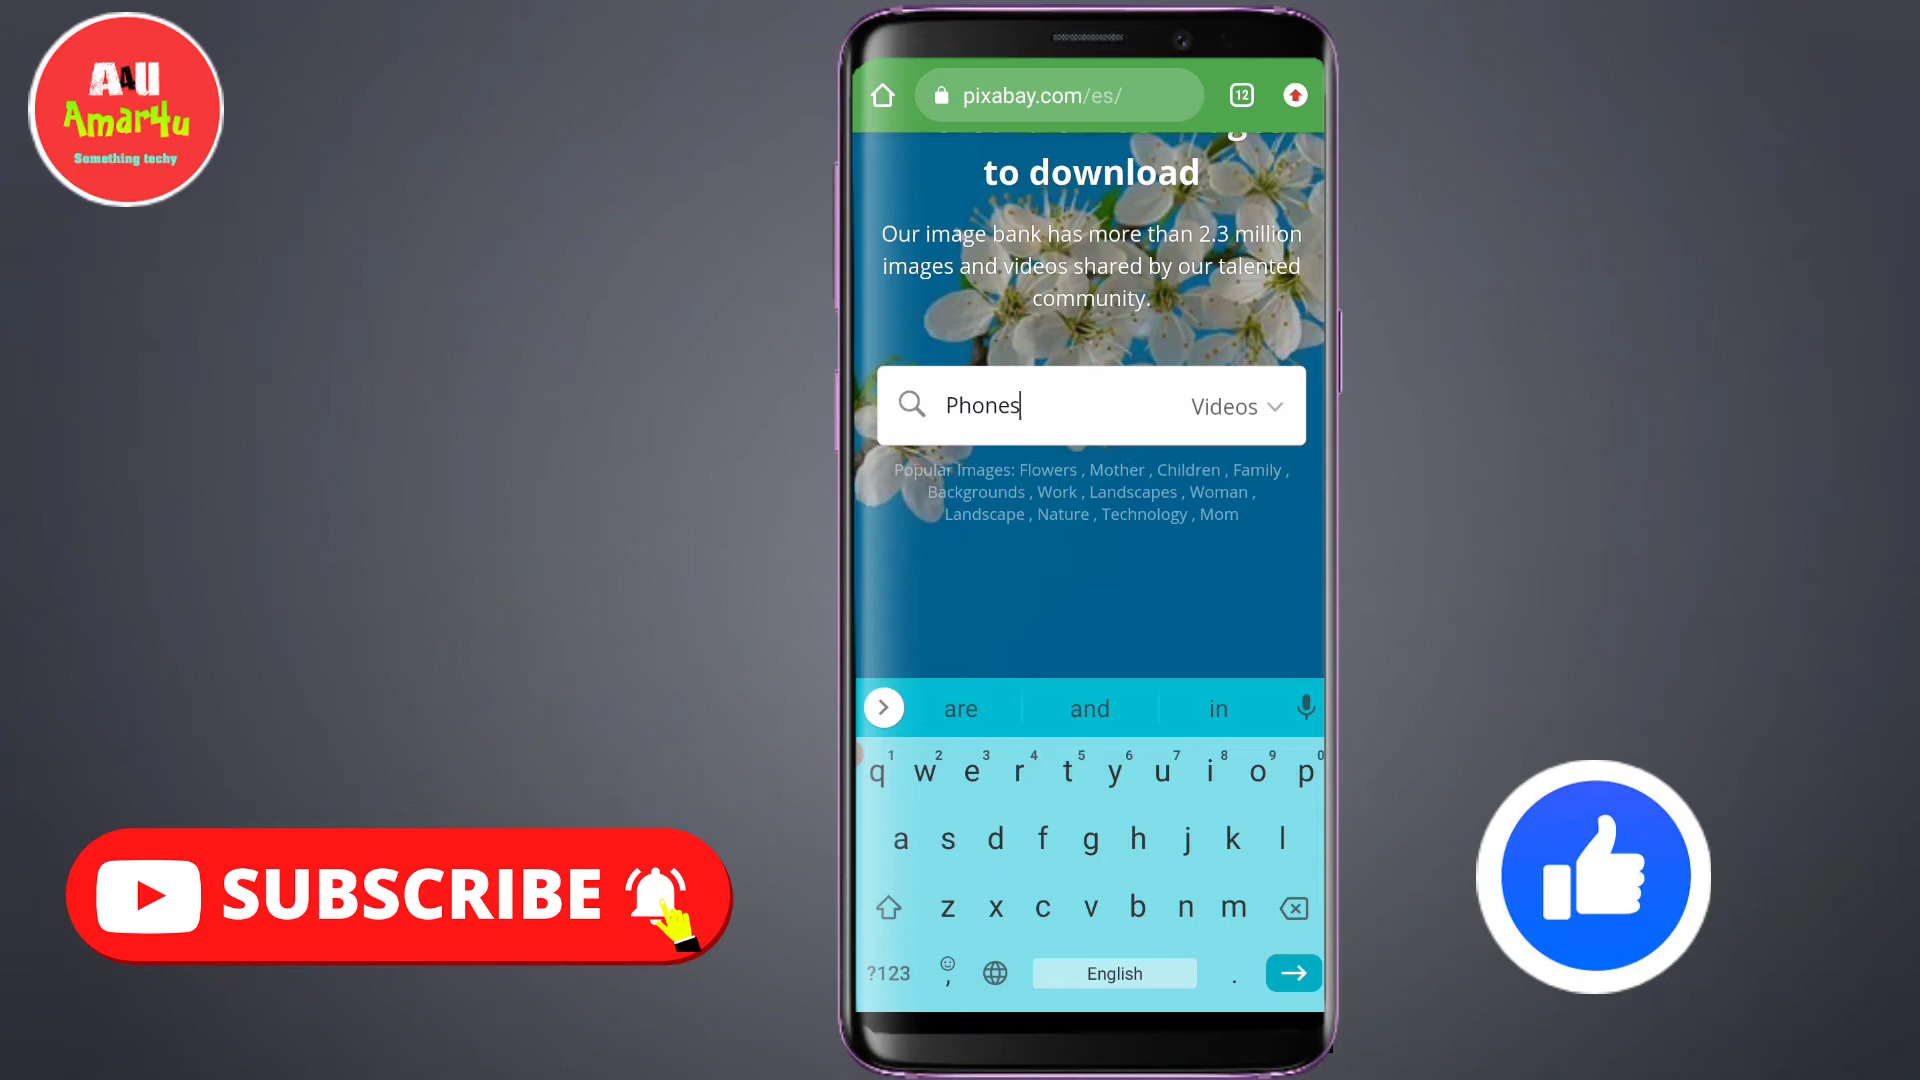 A4U
Amar4u
Something techy
pixabay.com/es/
12
to download
Our image bank has more than 2.3 million
images and videos shared by our talented
community.
Phones
Videos
Popular Images: Flowers , Mother , Children , Family ,
Backgrounds , Work , Landscapes , Woman ,
Landscape , Nature , Technology , Mom
are and in
1 2 3 4 5 6 7 8 9 0
q w e r t y u i o p
a s d f g h j k l
z x c v b n m
?123 , English .
SUBSCRIBE